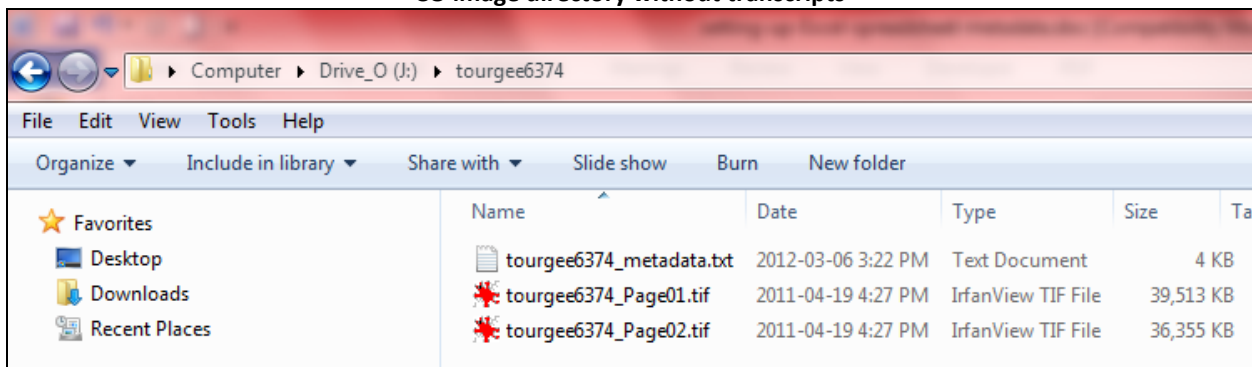 Computer Drive_O (J:) tourgee6374
File Edit View Tools Help
Organize Include in library Share with Slide show Burn New folder
Favorites
Desktop
Downloads
Recent Places
Name Date Type Size Ta
tourgee6374_metadata.txt 2012-03-06 3:22 PM Text Document 4 KB
tourgee6374_Page01.tif 2011-04-19 4:27 PM IrfanView TIF File 39,513 KB
tourgee6374_Page02.tif 2011-04-19 4:27 PM IrfanView TIF File 36,355 KB